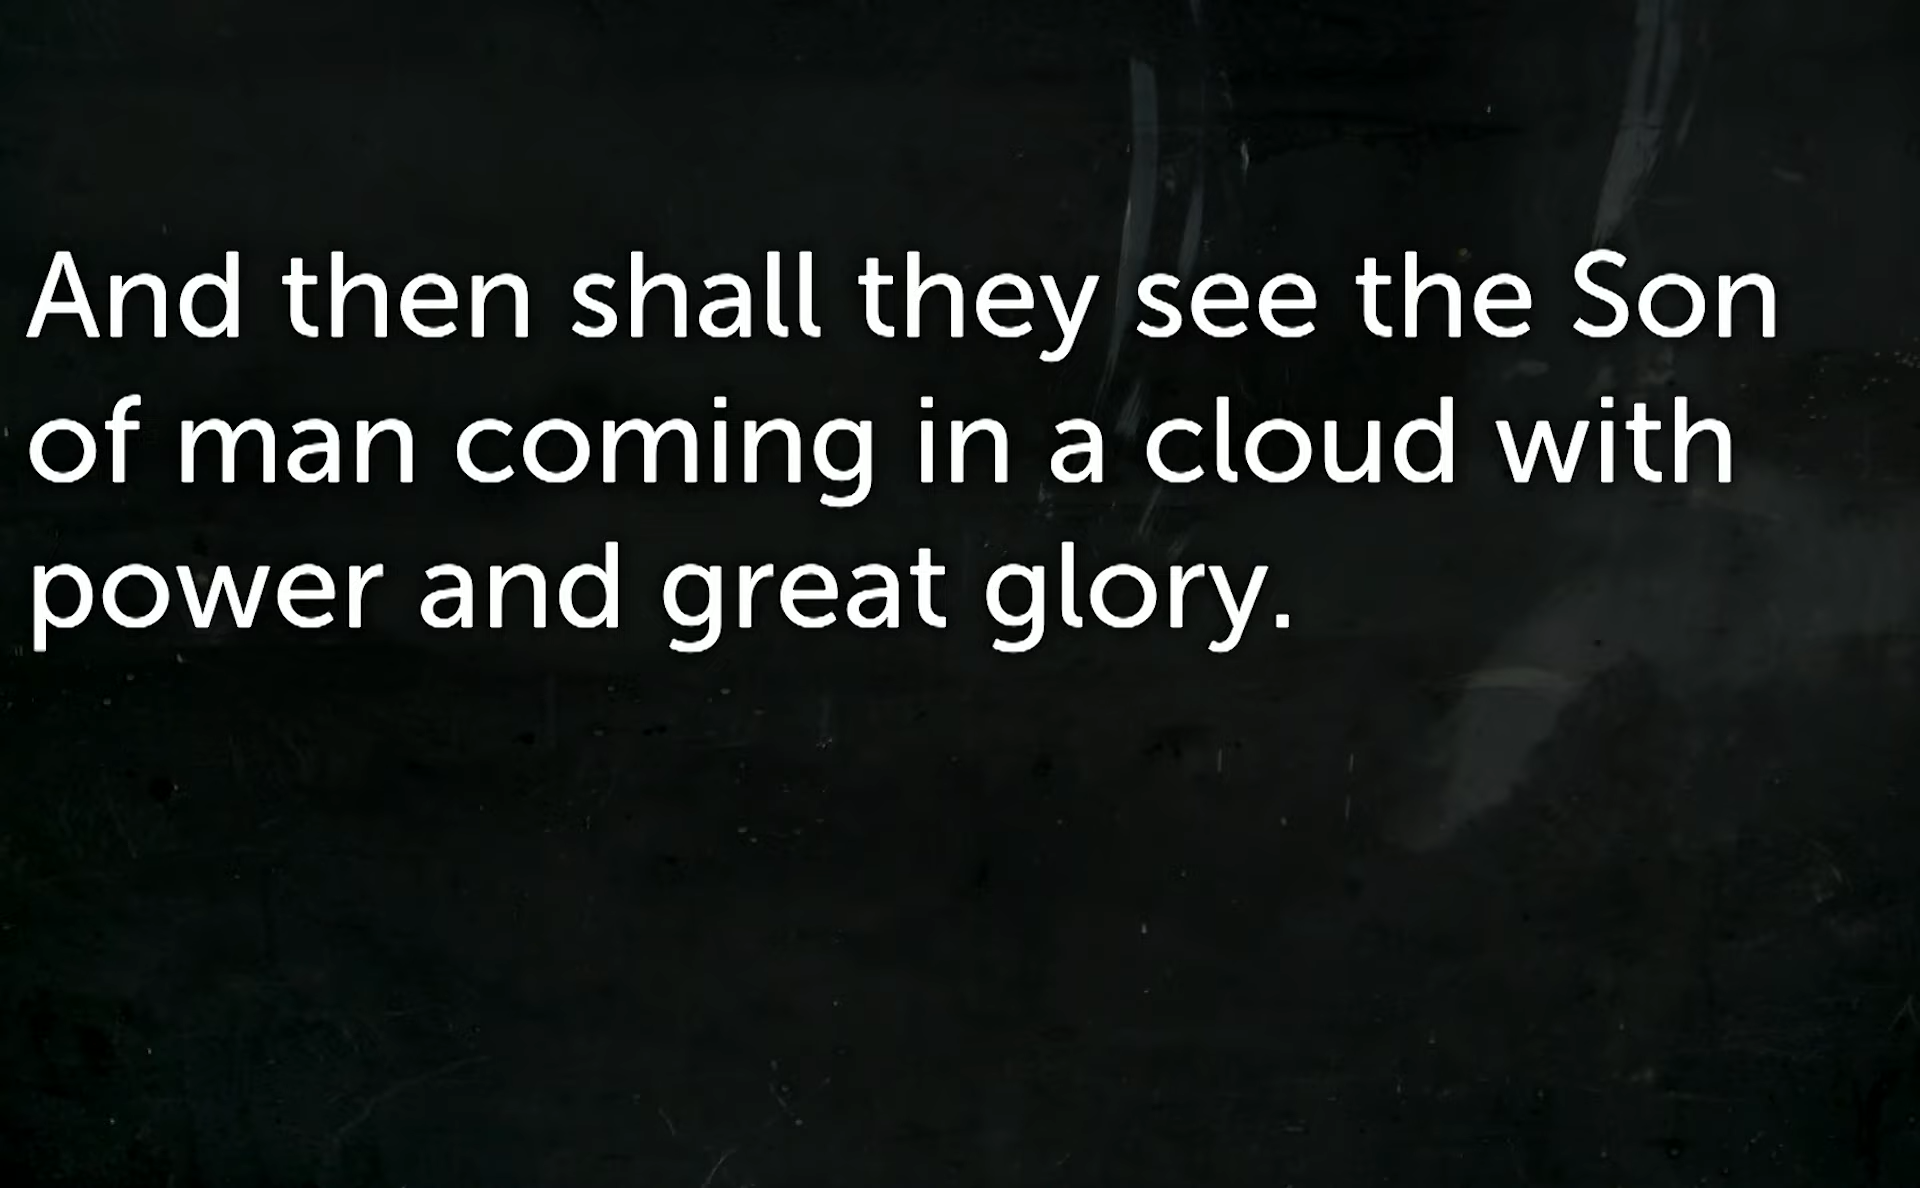 And then shall they see the Son
of man coming in a cloud with
power and great glory.